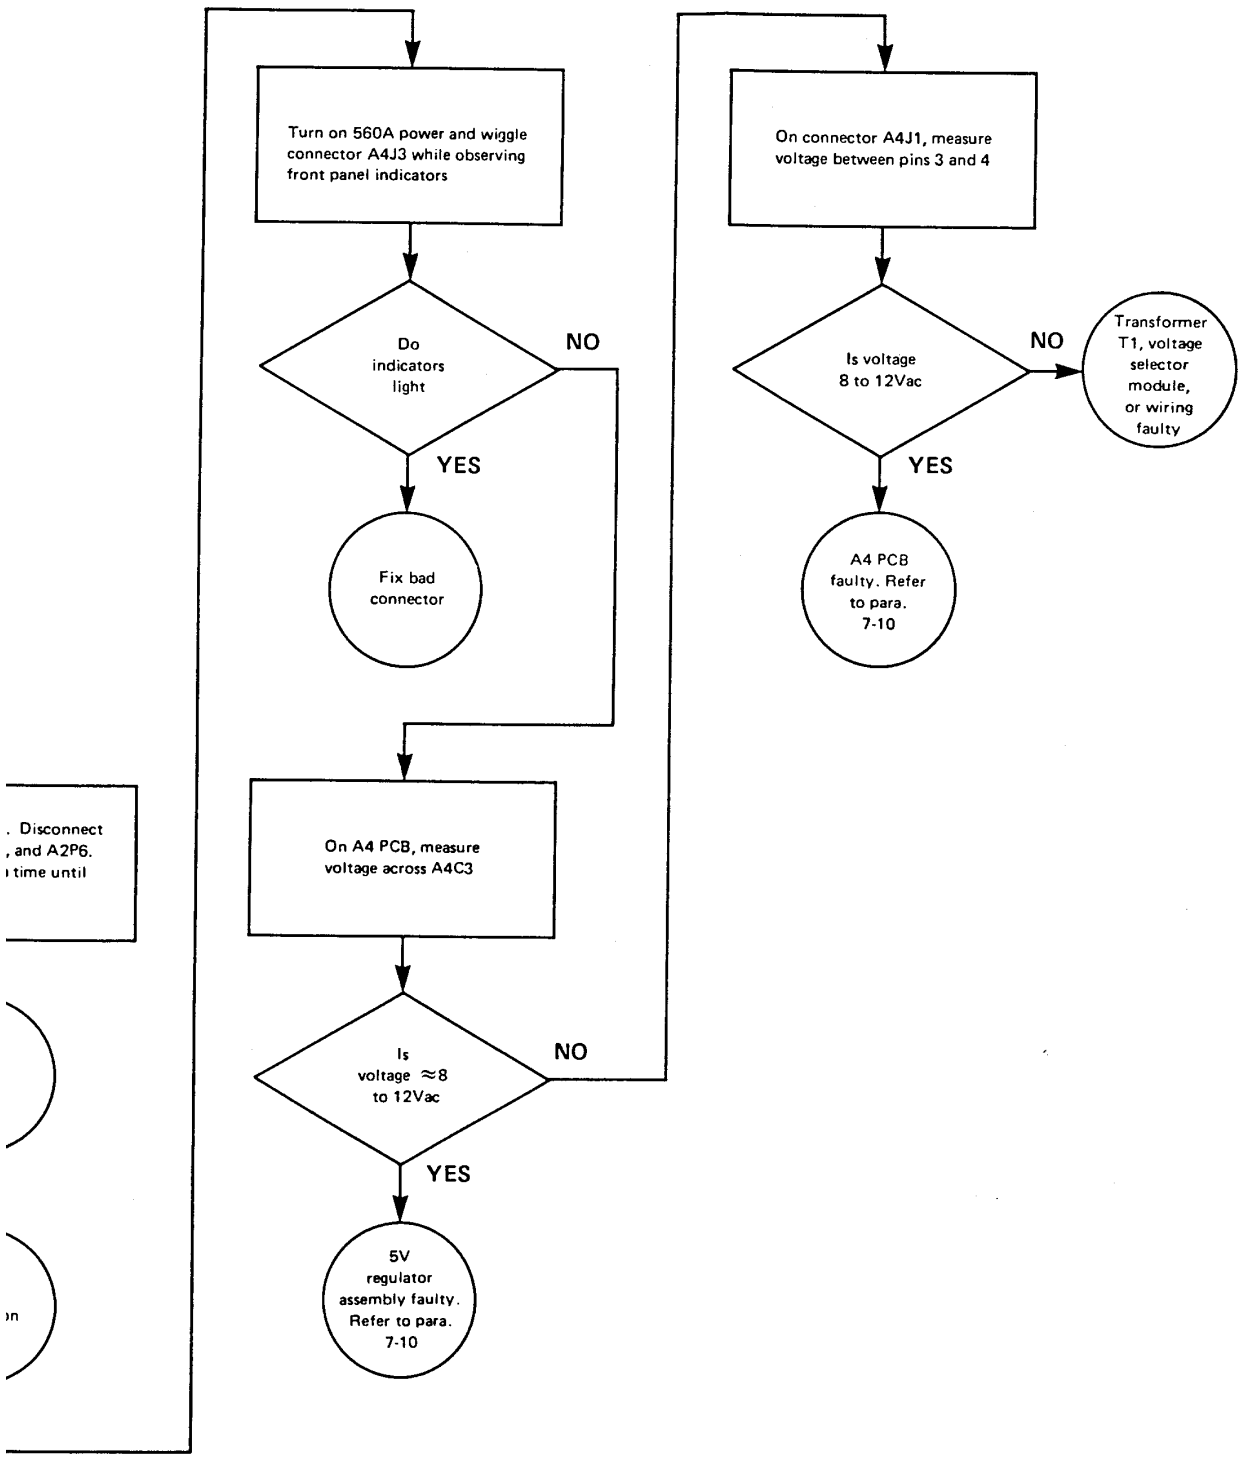 . Disconnect
, and A2P6.
time until
on
Turn on 560A power and wiggle
connector A4J3 while observing
front panel indicators
Do
indicators
light
NO
YES
Fix bad
connector
On A4 PCB, measure
voltage across A4C3
Is
voltage ≈8
to 12Vac
NO
YES
5V
regulator
assembly faulty.
Refer to para.
7-10
On connector A4J1, measure
voltage between pins 3 and 4
Is voltage
8 to 12Vac
NO
YES
Transformer
T1, voltage
selector
module,
or wiring
faulty
A4 PCB
faulty. Refer
to para.
7-10